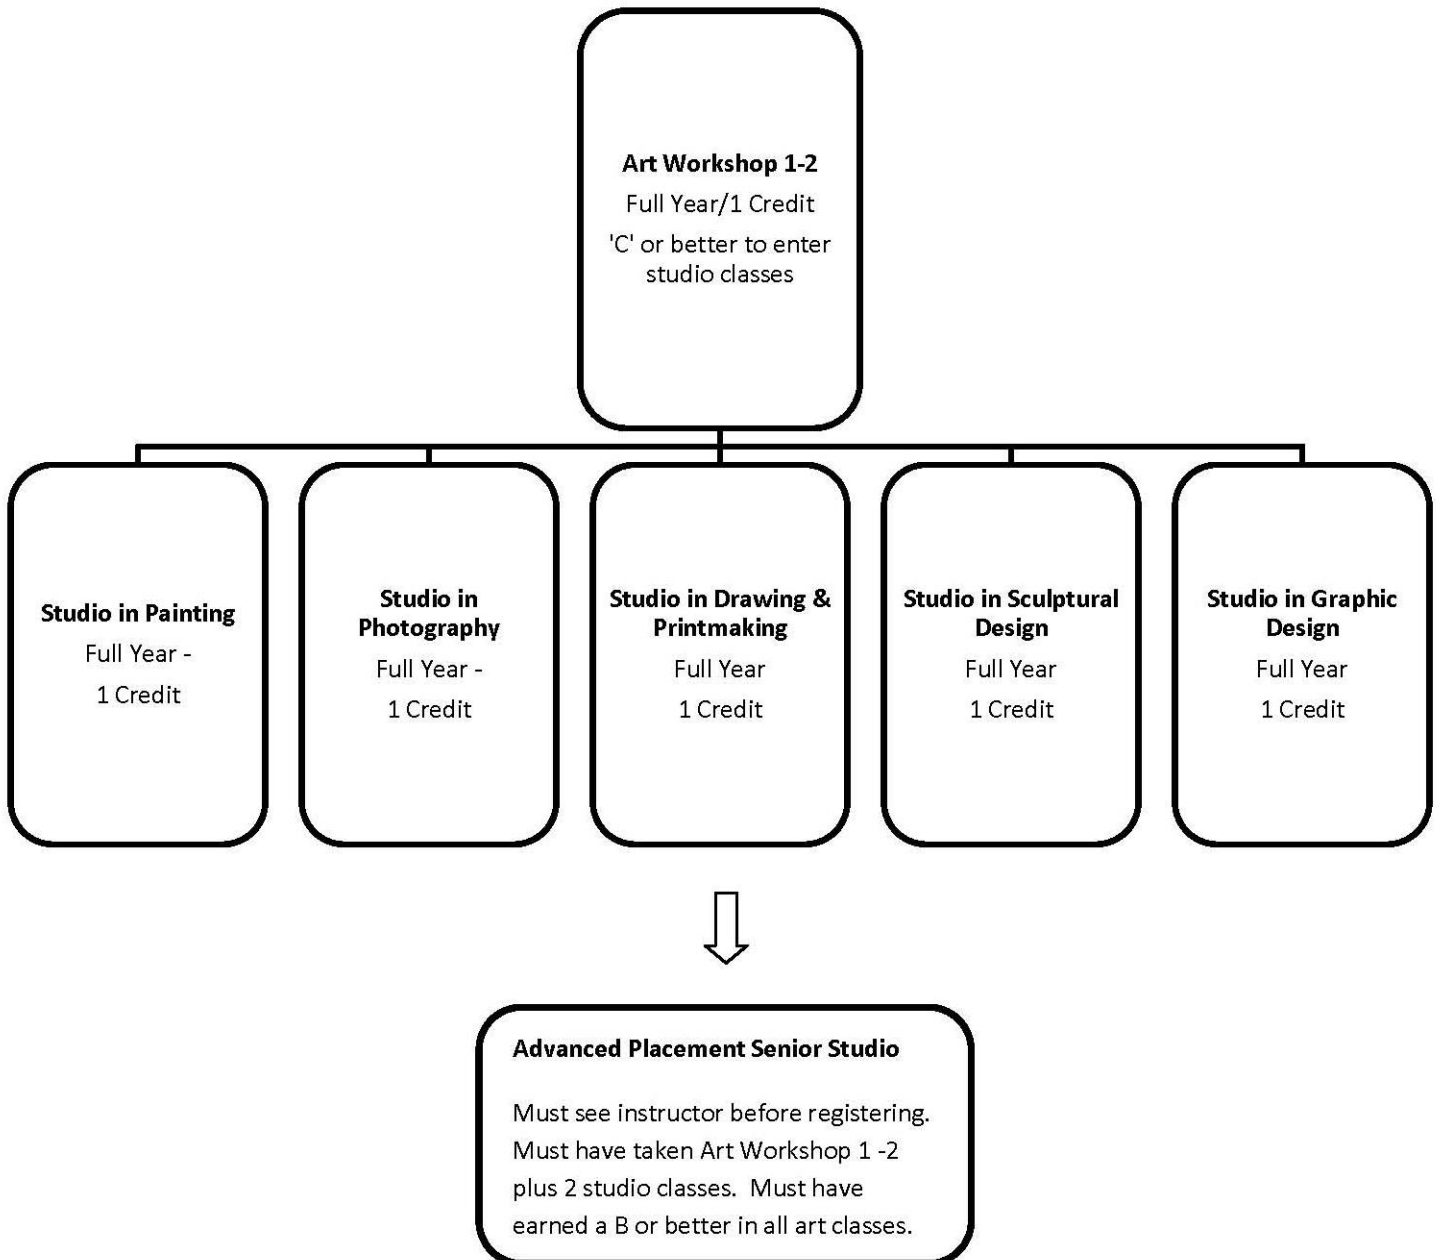 Art Workshop 1-2
Full Year/1 Credit
'C' or better to enter
studio classes
Studio in Painting
Full Year -
1 Credit
Studio in
Photography
Full Year -
1 Credit
Studio in Drawing &
Printmaking
Full Year
1 Credit
Studio in Sculptural
Design
Full Year
1 Credit
Studio in Graphic
Design
Full Year
1 Credit
Advanced Placement Senior Studio
Must see instructor before registering.
Must have taken Art Workshop 1 -2
plus 2 studio classes.  Must have
earned a B or better in all art classes.